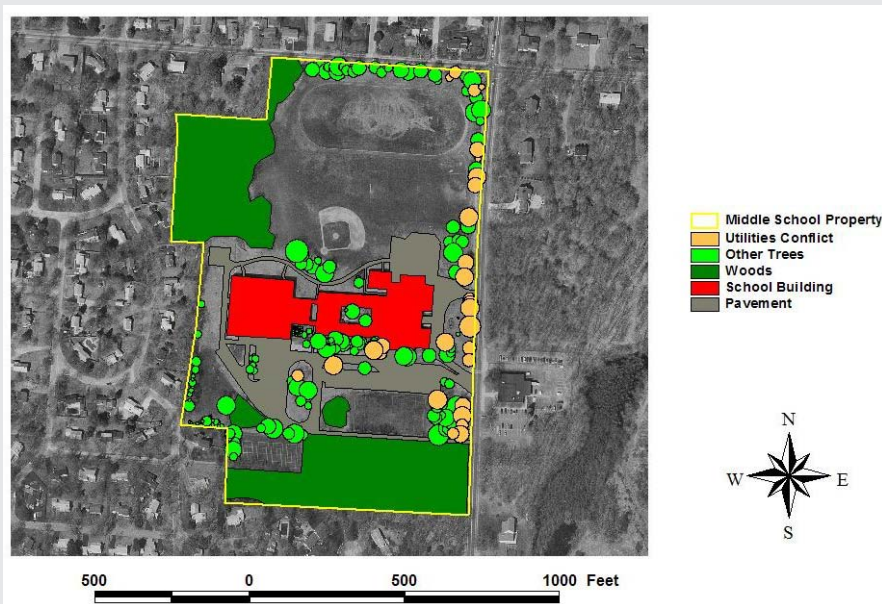 Middle School Property
Utilities Conflict
Other Trees
Woods
School Building
Pavement
N
W E
S
500 0 500 1000 Feet